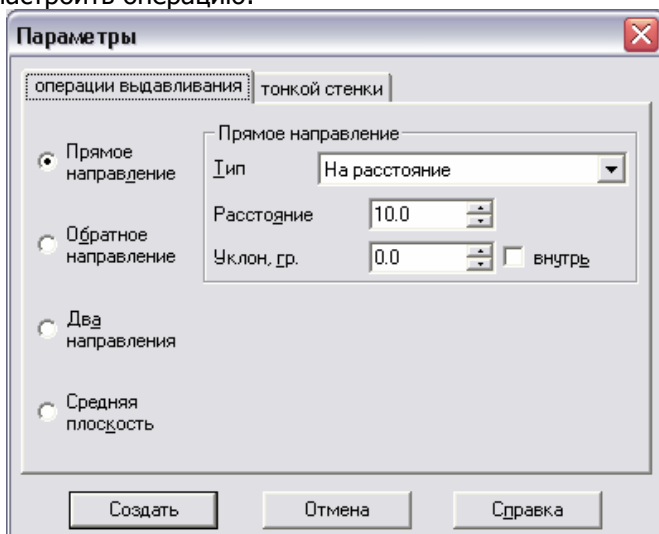 настроить операцию.
Параметры
операции выдавливания
тонкой стенки
Прямое направление
Обратное направление
Два направления
Средняя плоскость
Прямое направление
Тип
На расстояние
Расстояние
10.0
Уклон, гр.
0.0
внутрь
Создать
Отмена
Справка